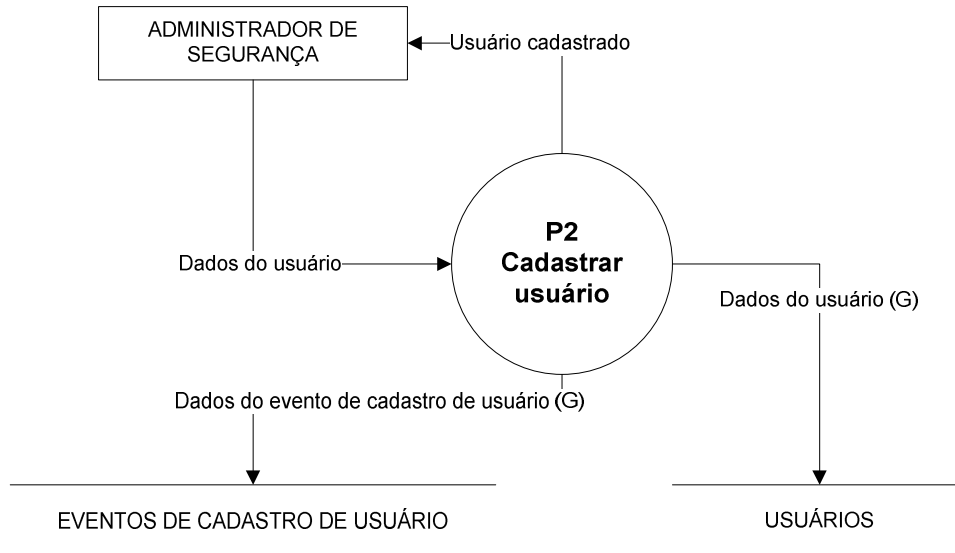 ADMINISTRADOR DE
SEGURANÇA
Usuário cadastrado
P2
Cadastrar
usuário
Dados do usuário
Dados do usuário (G)
Dados do evento de cadastro de usuário (G)
EVENTOS DE CADASTRO DE USUÁRIO
USUÁRIOS